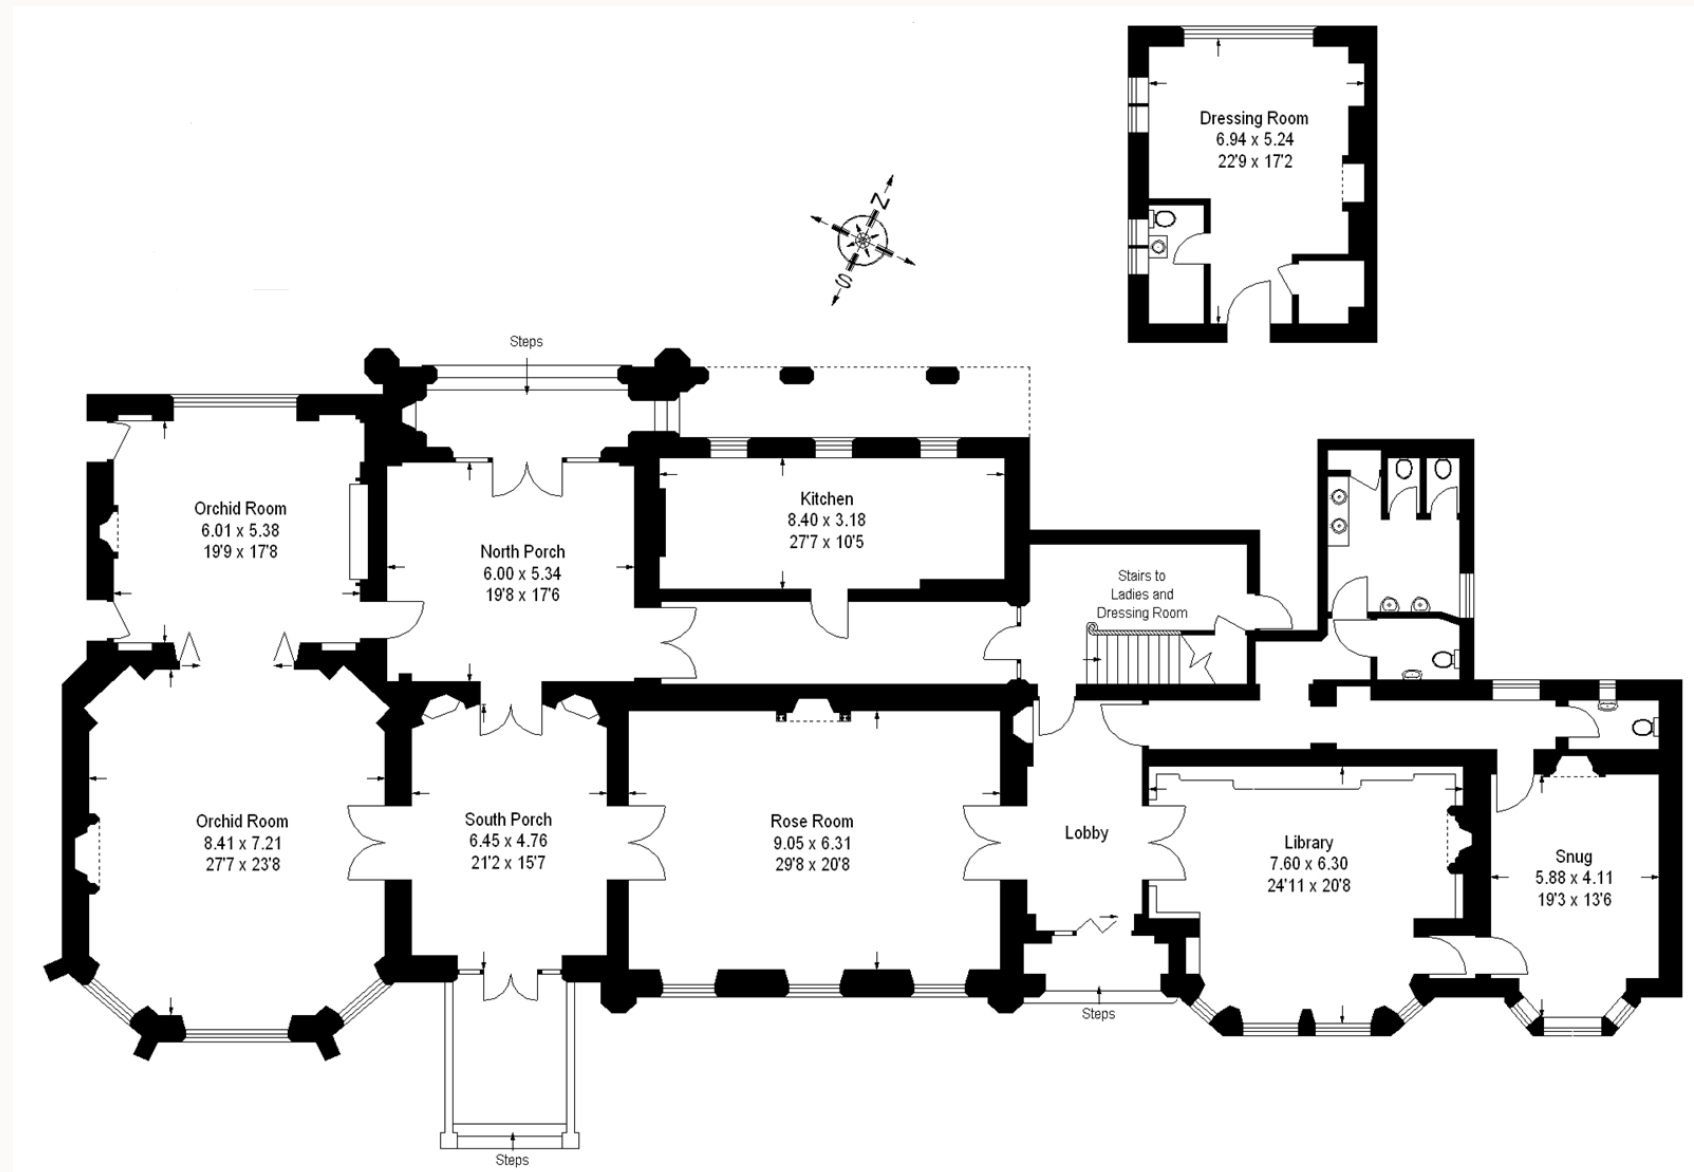 Dressing Room
6.94 x 5.24
22'9 x 17'2
N
S
Steps
Orchid Room
6.01 x 5.38
19'9 x 17'8
North Porch
6.00 x 5.34
19'8 x 17'6
Kitchen
8.40 x 3.18
27'7 x 10'5
Stairs to
Ladies and
Dressing Room
Orchid Room
8.41 x 7.21
27'7 x 23'8
South Porch
6.45 x 4.76
21'2 x 15'7
Rose Room
9.05 x 6.31
29'8 x 20'8
Lobby
Library
7.60 x 6.30
24'11 x 20'8
Snug
5.88 x 4.11
19'3 x 13'6
Steps
Steps